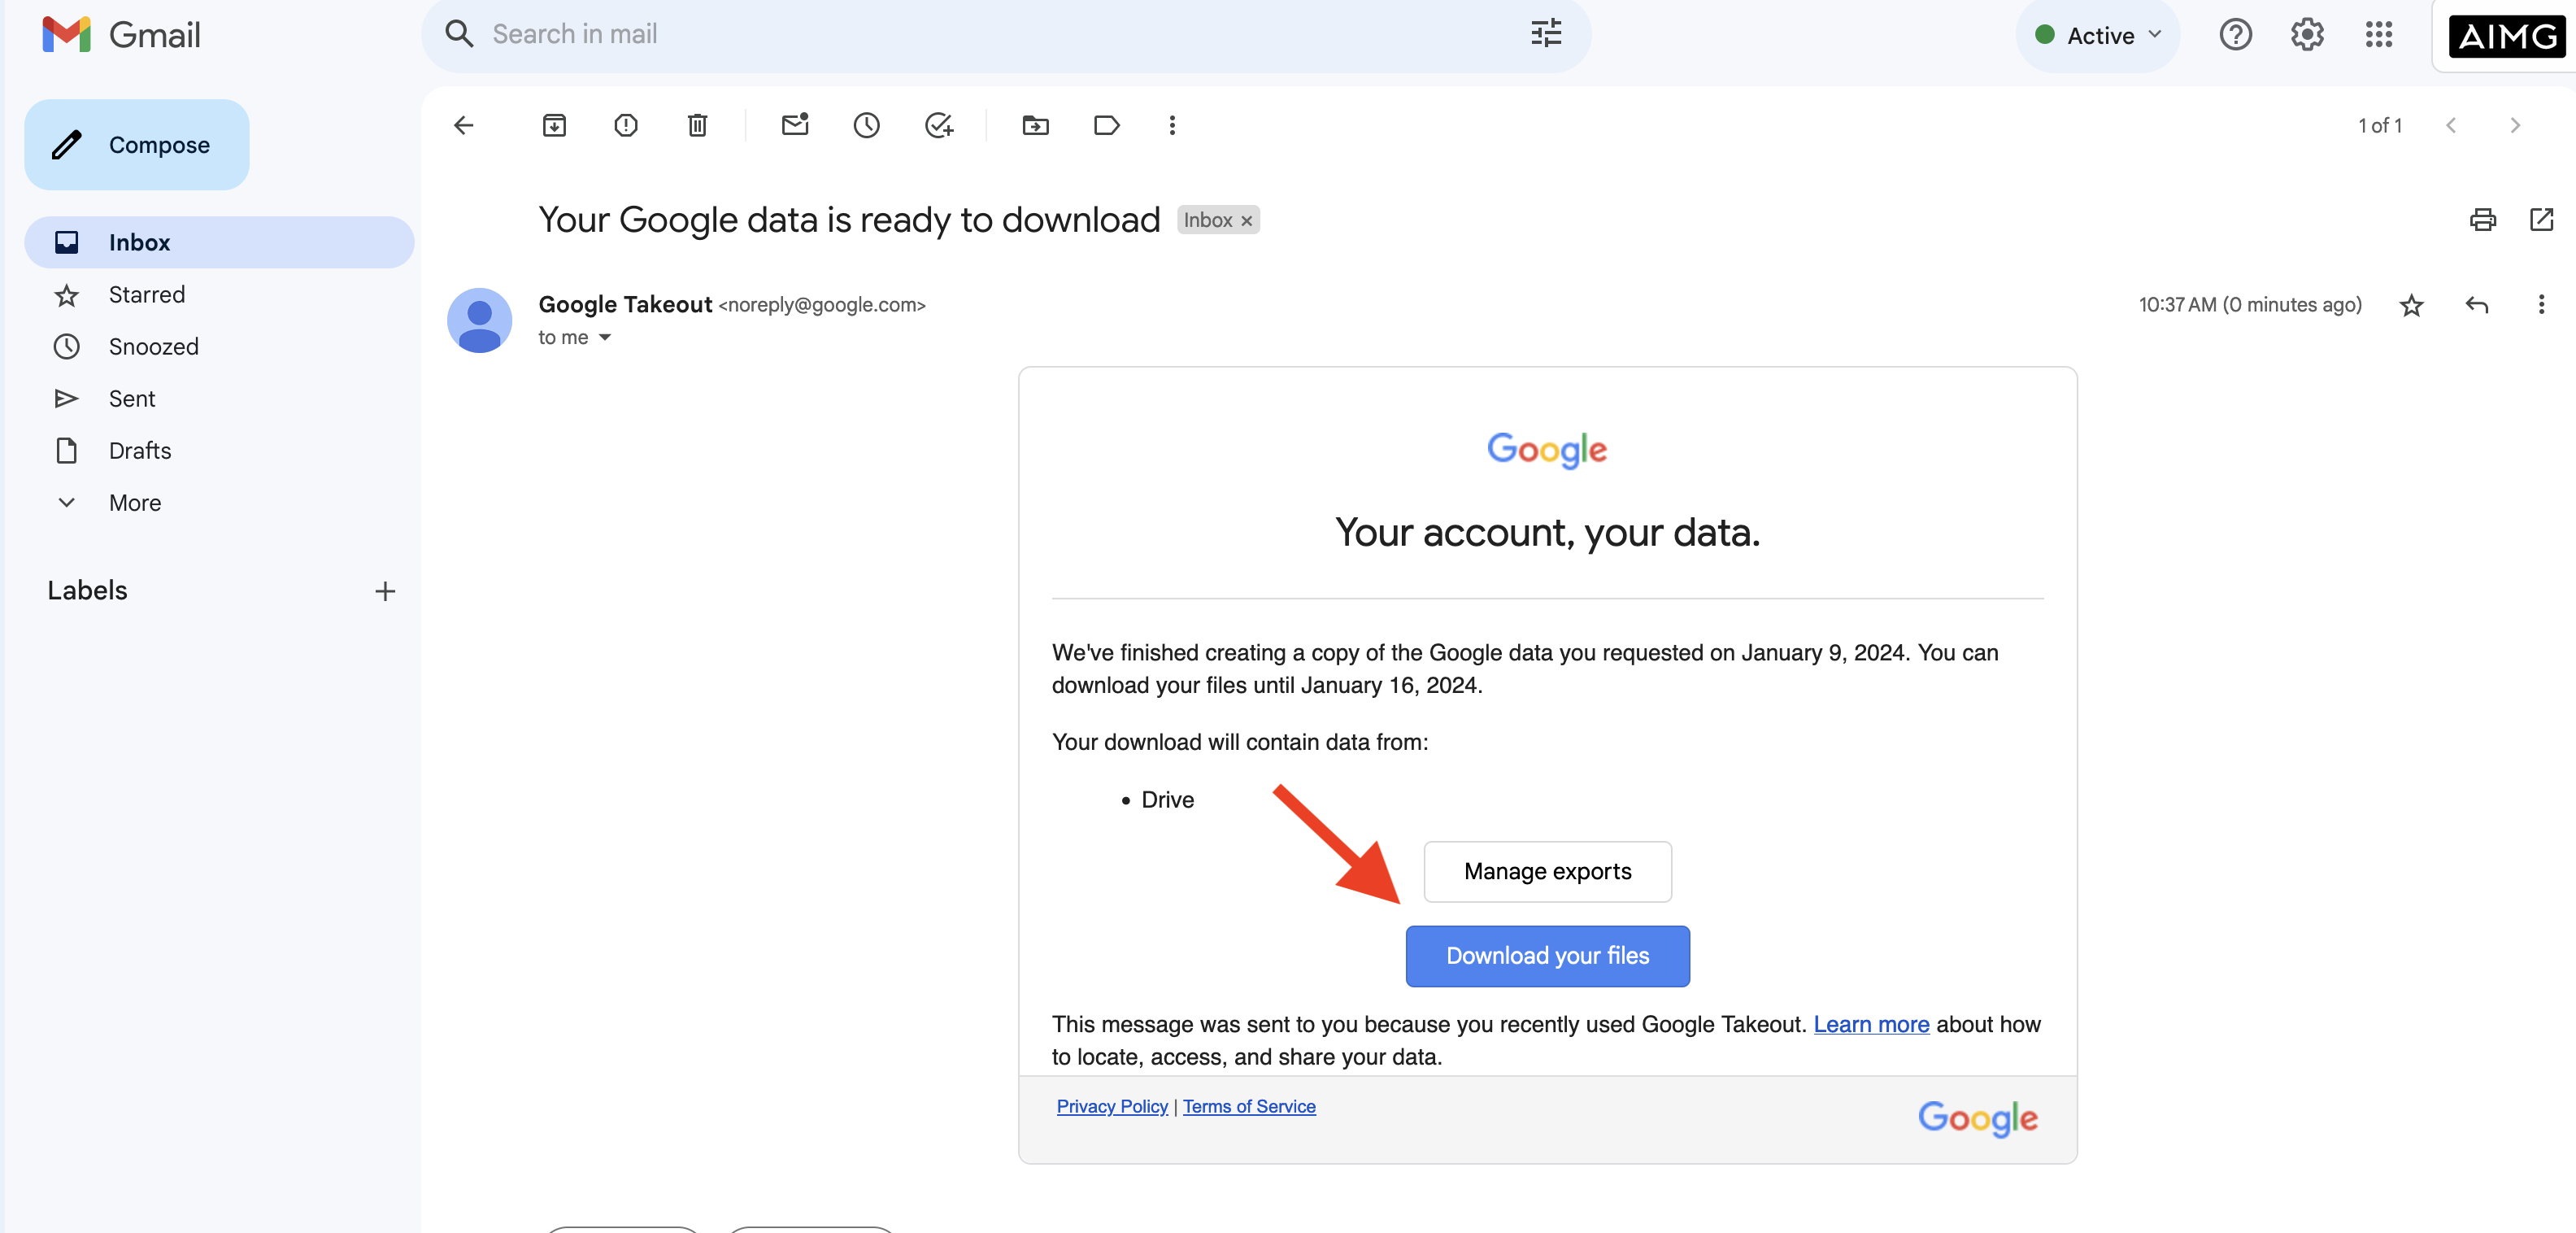 Gmail
Search in mail
Active
AIMG
Compose
1 of 1
Your Google data is ready to download
Inbox ×
Inbox
Starred
Snoozed
Sent
Drafts
More
Labels
Google Takeout <noreply@google.com>
10:37 AM (0 minutes ago)
to me
Google
Your account, your data.
We've finished creating a copy of the Google data you requested on January 9, 2024. You can
download your files until January 16, 2024.
Your download will contain data from:
• Drive
Manage exports
Download your files
This message was sent to you because you recently used Google Takeout. Learn more about how
to locate, access, and share your data.
Privacy Policy | Terms of Service
Google